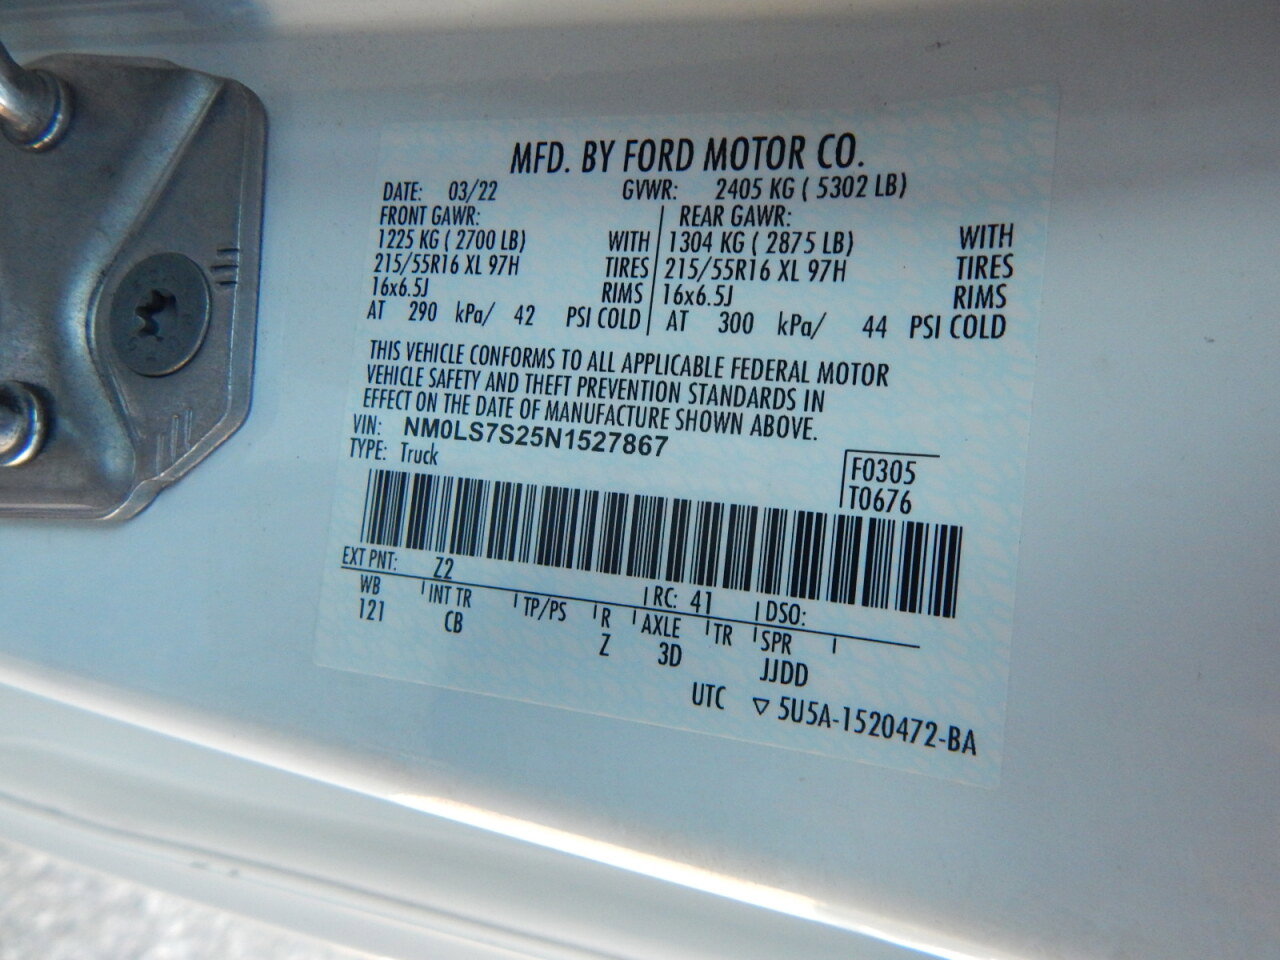 MFD. BY FORD MOTOR CO.
DATE: 03/22 GVWR: 2405 KG ( 5302 LB)
FRONT GAWR: REAR GAWR:
1225 KG ( 2700 LB) WITH 1304 KG ( 2875 LB) WITH
215/55R16 XL 97H TIRES 215/55R16 XL 97H TIRES
16x6.5J RIMS 16x6.5J RIMS
AT 290 kPa/ 42 PSI COLD AT 300 kPa/ 44 PSI COLD
THIS VEHICLE CONFORMS TO ALL APPLICABLE FEDERAL MOTOR
VEHICLE SAFETY AND THEFT PREVENTION STANDARDS IN
EFFECT ON THE DATE OF MANUFACTURE SHOWN ABOVE.
VIN: NM0LS7S25N1527867
TYPE: Truck
F0305
T0676
EXT PNT: Z2 RC: 41 DSO:
WB INT TR TP/PS R AXLE TR SPR
121 CB Z 3D JJDD
UTC ▽ 5U5A-1520472-BA